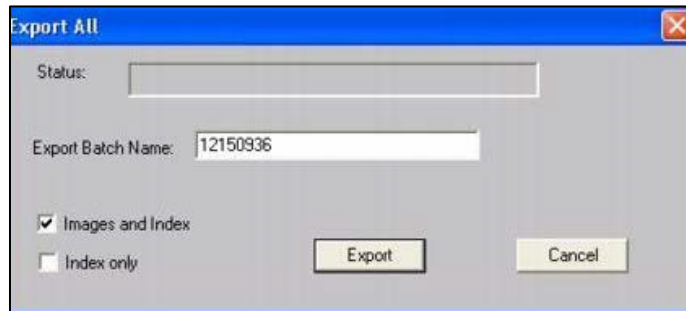 Export All
Status:
Export Batch Name: 12150936
Images and Index
Index only
Export
Cancel